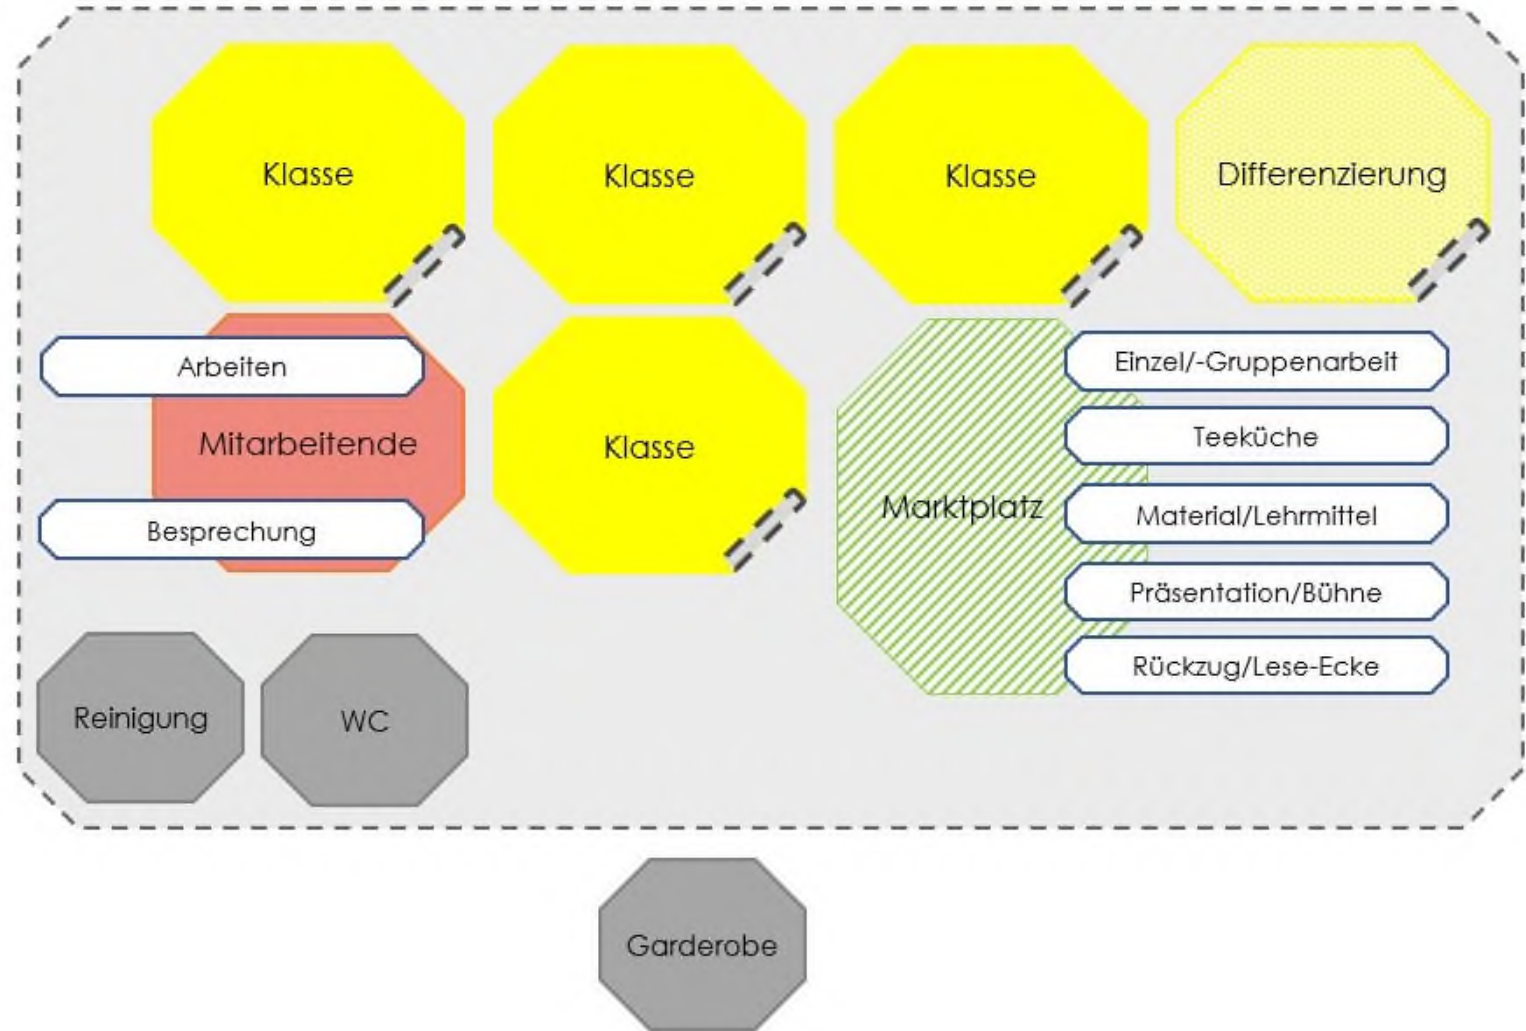 Klasse
Klasse
Klasse
Differenzierung
Arbeiten
Mitarbeitende
Besprechung
Klasse
Marktplatz
Einzel/-Gruppenarbeit
Teeküche
Material/Lehrmittel
Präsentation/Bühne
Rückzug/Lese-Ecke
Reinigung
WC
Garderobe